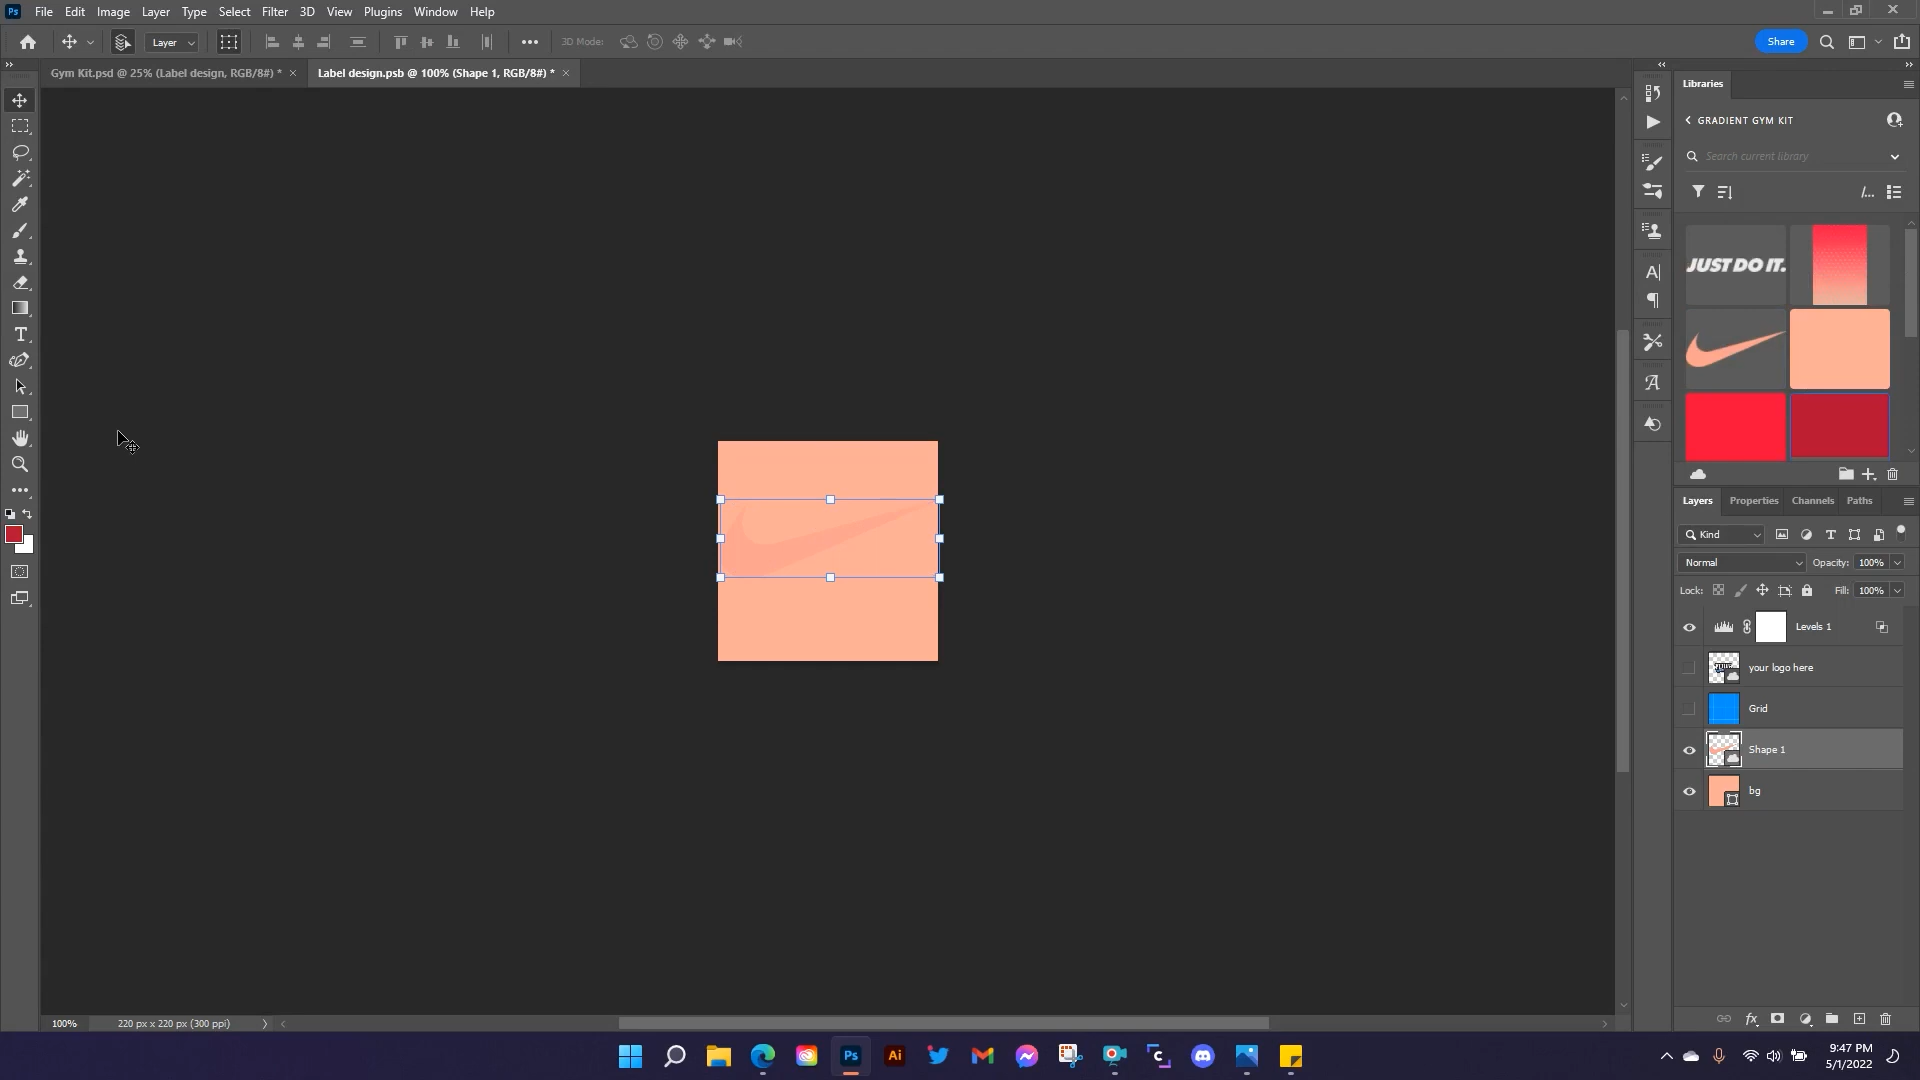 Ps File Edit Image Layer Type Select Filter 3D View Plugins Window Help
Layer 3D Mode: Share
Gym Kit.psd @ 25% (Label design, RGB/8#) * × Label design.psb @ 100% (Shape 1, RGB/8#) * ×
Libraries
GRADIENT GYM KIT
Search current library
JUST DO IT.
Layers Properties Channels Paths
Kind
Normal Opacity: 100%
Lock: Fill: 100%
Levels 1
your logo here
Grid
Shape 1
bg
100% 220 px x 220 px (300 ppi)
Ps Ai
9:47 PM
5/1/2022